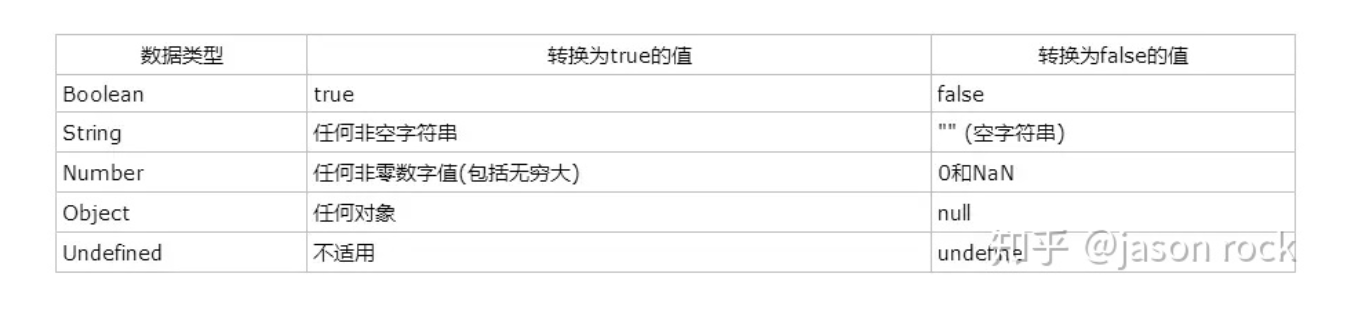 数据类型 转换为true的值 转换为false的值
Boolean true false
String 任何非空字符串 "" (空字符串)
Number 任何非零数字值(包括无穷大) 0和NaN
Object 任何对象 null
Undefined 不适用 undefine
知乎 @jason rock